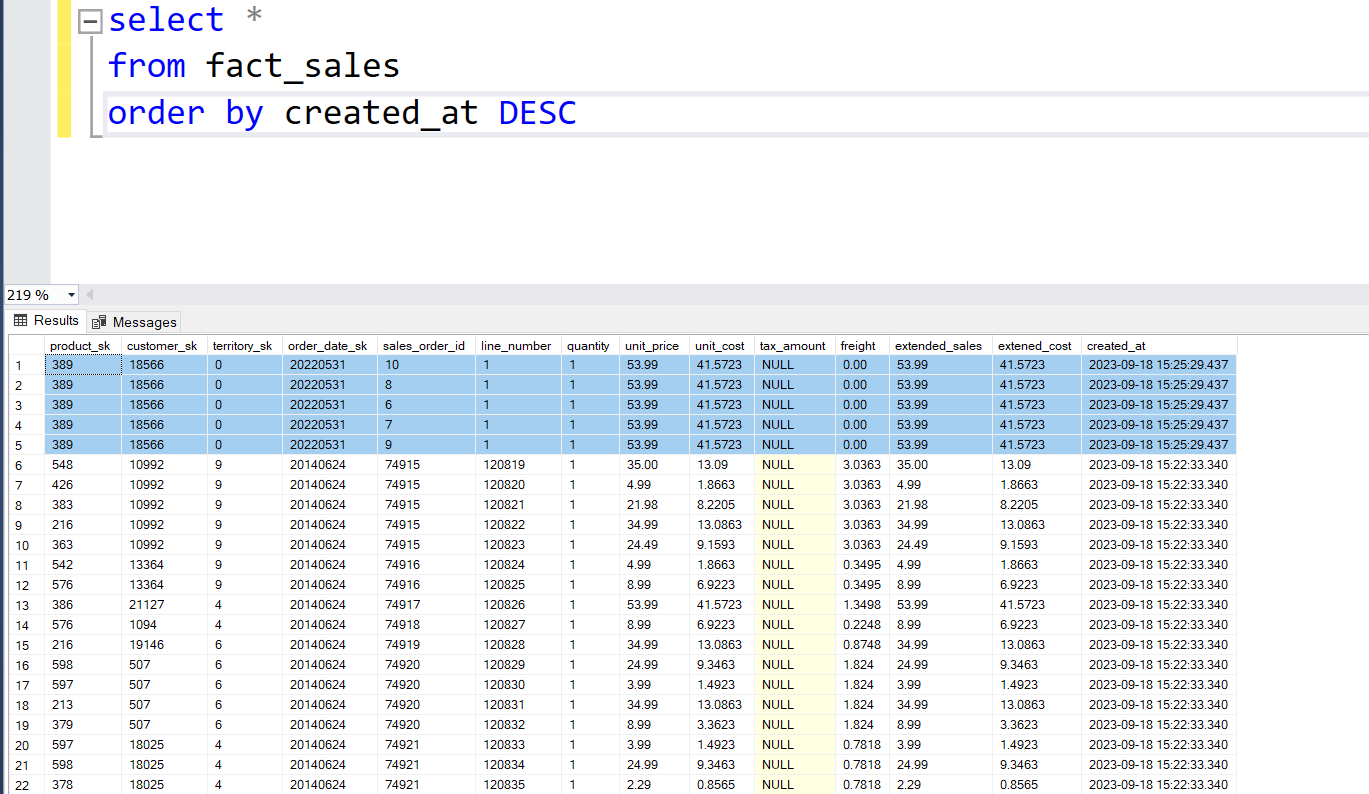 select *
from fact_sales
order by created_at DESC
219 %
Results Messages
product_sk customer_sk territory_sk order_date_sk sales_order_id line_number quantity unit_price unit_cost tax_amount freight extended_sales extened_cost created_at
1 389 18566 0 20220531 10 1 1 53.99 41.5723 NULL 0.00 53.99 41.5723 2023-09-18 15:25:29.437
2 389 18566 0 20220531 8 1 1 53.99 41.5723 NULL 0.00 53.99 41.5723 2023-09-18 15:25:29.437
3 389 18566 0 20220531 6 1 1 53.99 41.5723 NULL 0.00 53.99 41.5723 2023-09-18 15:25:29.437
4 389 18566 0 20220531 7 1 1 53.99 41.5723 NULL 0.00 53.99 41.5723 2023-09-18 15:25:29.437
5 389 18566 0 20220531 9 1 1 53.99 41.5723 NULL 0.00 53.99 41.5723 2023-09-18 15:25:29.437
6 548 10992 9 20140624 74915 120819 1 35.00 13.09 NULL 3.0363 35.00 13.09 2023-09-18 15:22:33.340
7 426 10992 9 20140624 74915 120820 1 4.99 1.8663 NULL 3.0363 4.99 1.8663 2023-09-18 15:22:33.340
8 383 10992 9 20140624 74915 120821 1 21.98 8.2205 NULL 3.0363 21.98 8.2205 2023-09-18 15:22:33.340
9 216 10992 9 20140624 74915 120822 1 34.99 13.0863 NULL 3.0363 34.99 13.0863 2023-09-18 15:22:33.340
10 363 10992 9 20140624 74915 120823 1 24.49 9.1593 NULL 3.0363 24.49 9.1593 2023-09-18 15:22:33.340
11 542 13364 9 20140624 74916 120824 1 4.99 1.8663 NULL 0.3495 4.99 1.8663 2023-09-18 15:22:33.340
12 576 13364 9 20140624 74916 120825 1 8.99 6.9223 NULL 0.3495 8.99 6.9223 2023-09-18 15:22:33.340
13 386 21127 4 20140624 74917 120826 1 53.99 41.5723 NULL 1.3498 53.99 41.5723 2023-09-18 15:22:33.340
14 576 1094 4 20140624 74918 120827 1 8.99 6.9223 NULL 0.2248 8.99 6.9223 2023-09-18 15:22:33.340
15 216 19146 6 20140624 74919 120828 1 34.99 13.0863 NULL 0.8748 34.99 13.0863 2023-09-18 15:22:33.340
16 598 507 6 20140624 74920 120829 1 24.99 9.3463 NULL 1.824 24.99 9.3463 2023-09-18 15:22:33.340
17 597 507 6 20140624 74920 120830 1 3.99 1.4923 NULL 1.824 3.99 1.4923 2023-09-18 15:22:33.340
18 213 507 6 20140624 74920 120831 1 34.99 13.0863 NULL 1.824 34.99 13.0863 2023-09-18 15:22:33.340
19 379 507 6 20140624 74920 120832 1 8.99 3.3623 NULL 1.824 8.99 3.3623 2023-09-18 15:22:33.340
20 597 18025 4 20140624 74921 120833 1 3.99 1.4923 NULL 0.7818 3.99 1.4923 2023-09-18 15:22:33.340
21 598 18025 4 20140624 74921 120834 1 24.99 9.3463 NULL 0.7818 24.99 9.3463 2023-09-18 15:22:33.340
22 378 18025 4 20140624 74921 120835 1 2.29 0.8565 NULL 0.7818 2.29 0.8565 2023-09-18 15:22:33.340